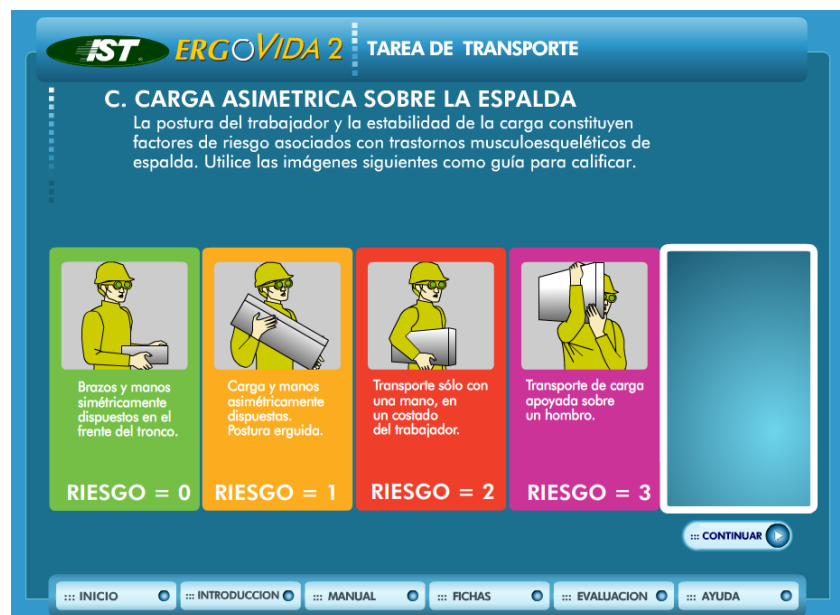 IST. ERGOVIDA 2 TAREA DE TRANSPORTE
C. CARGA ASIMETRICA SOBRE LA ESPALDA
La postura del trabajador y la estabilidad de la carga constituyen
factores de riesgo asociados con trastornos musculoesqueléticos de
espalda. Utilice las imágenes siguientes como guía para calificar.
Brazos y manos
simétricamente
dispuestos en el
frente del tronco.
RIESGO = 0
Carga y manos
asimétricamente
dispuestas.
Postura erguida.
RIESGO = 1
Transporte sólo con
una mano, en
un costado
del trabajador.
RIESGO = 2
Transporte de carga
apoyada sobre
un hombro.
RIESGO = 3
::: CONTINUAR
::: INICIO
::: INTRODUCCION
::: MANUAL
::: FICHAS
::: EVALUACION
::: AYUDA